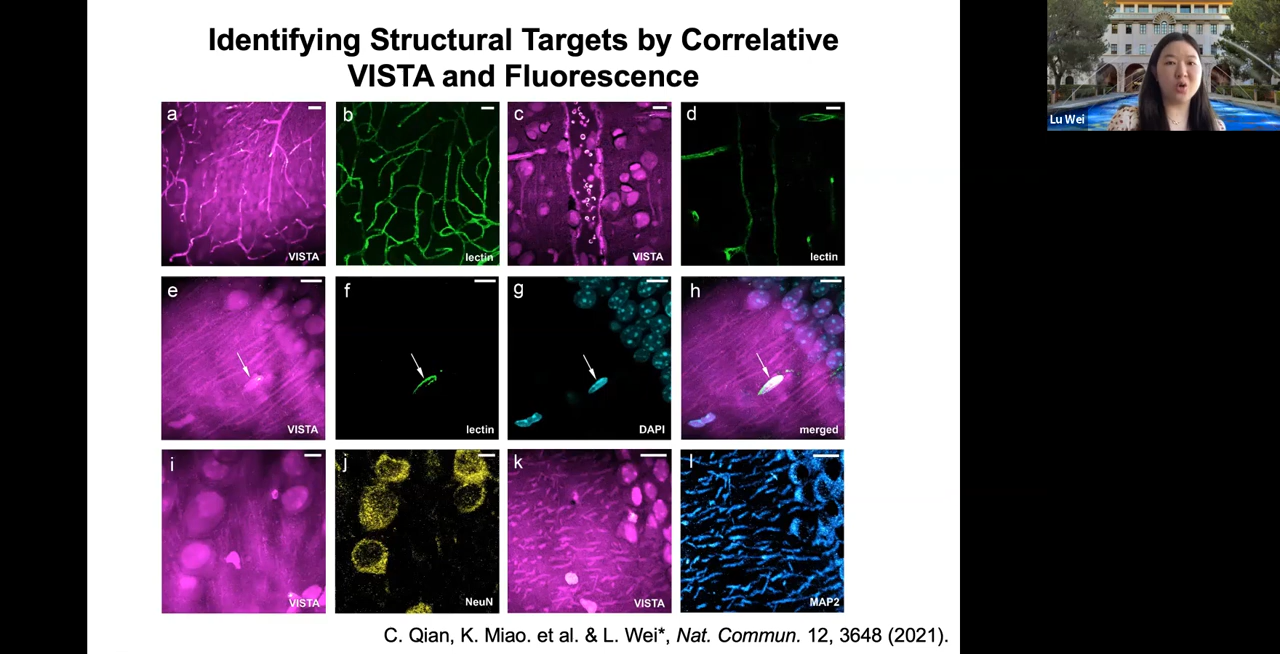 Identifying Structural Targets by Correlative
VISTA and Fluorescence
a
VISTA
b
lectin
c
VISTA
d
lectin
e
VISTA
f
lectin
g
DAPI
h
merged
i
VISTA
j
NeuN
k
VISTA
l
MAP2
C. Qian, K. Miao. et al. & L. Wei*, Nat. Commun. 12, 3648 (2021).
Lu Wei